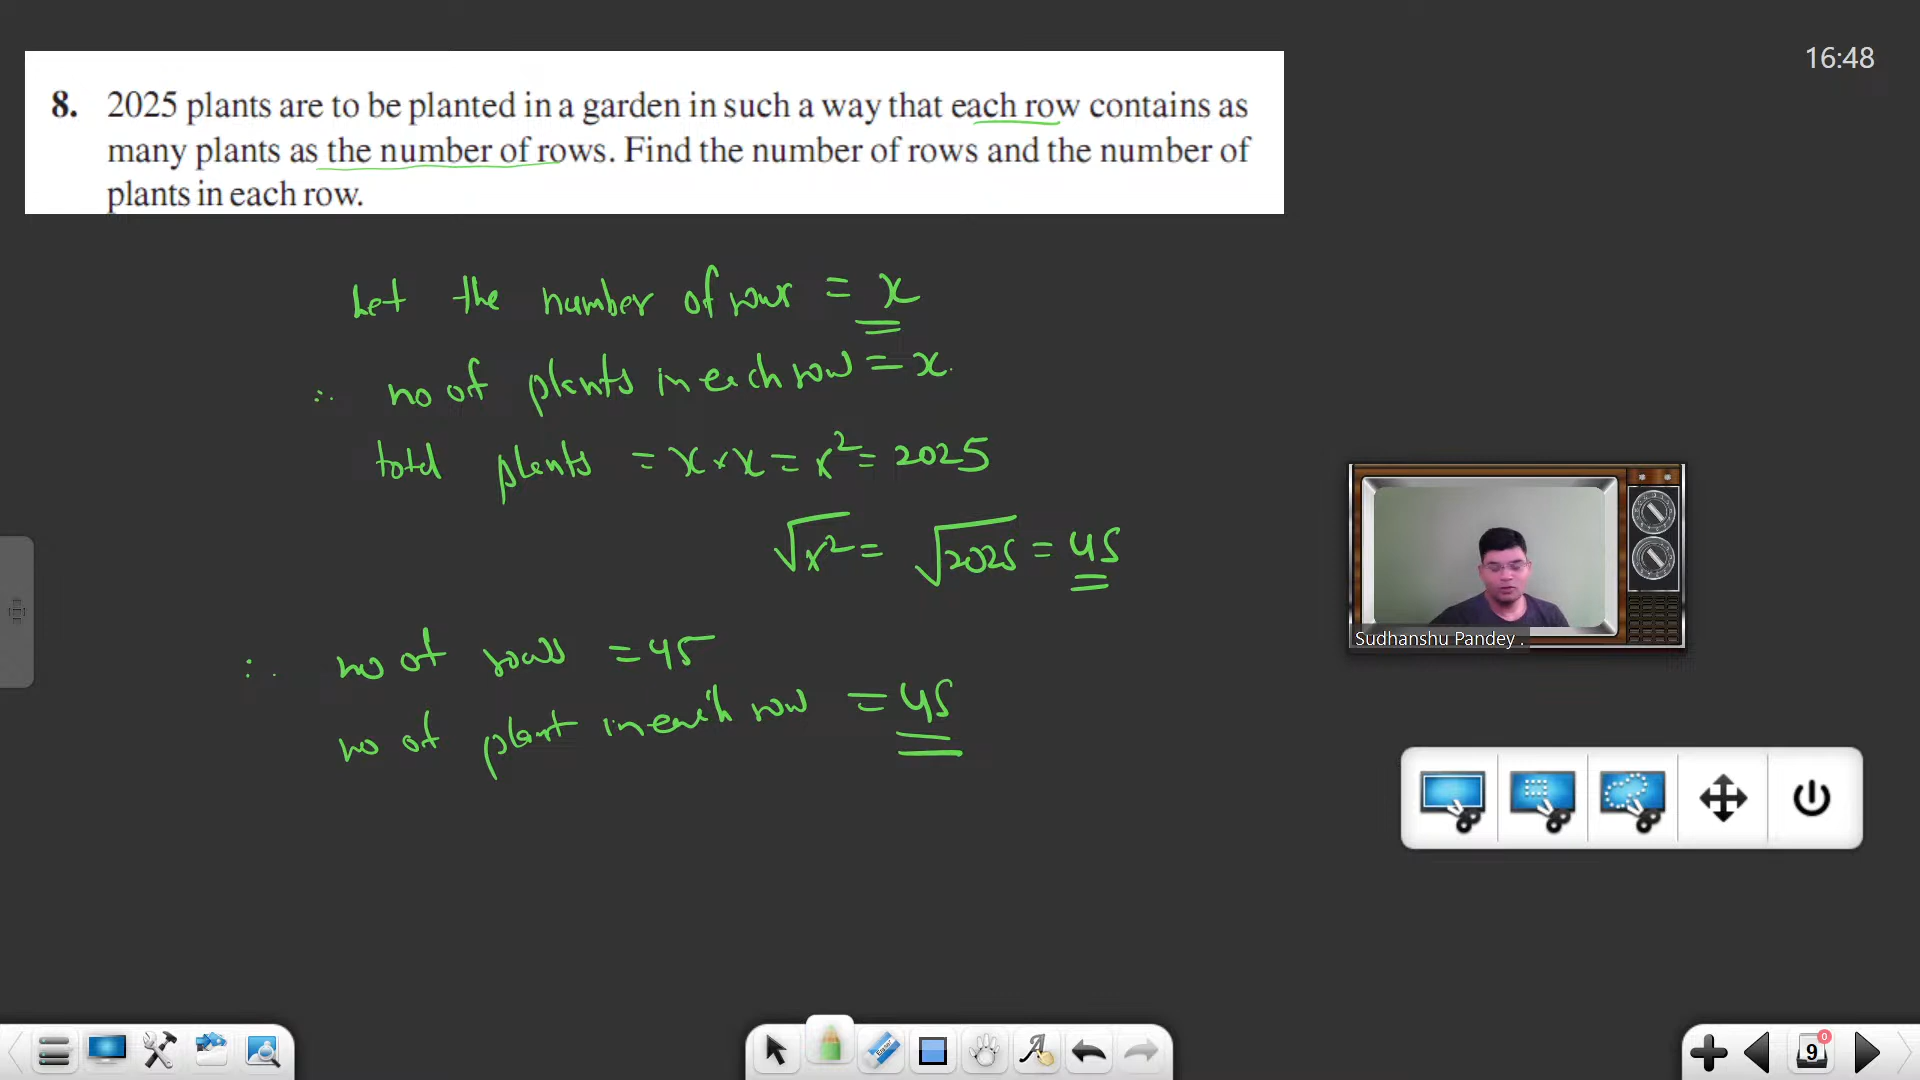 16:48
8. 2025 plants are to be planted in a garden in such a way that each row contains as
many plants as the number of rows. Find the number of rows and the number of
plants in each row.
Let the number of rows = x
∴ no of plants in each row = x.
total plants = x × x = x² = 2025
√x² = √2025 = 45
∴ no of rows = 45
no of plant in each row = 45
Sudhanshu Pandey .
Eraser
A
9
0